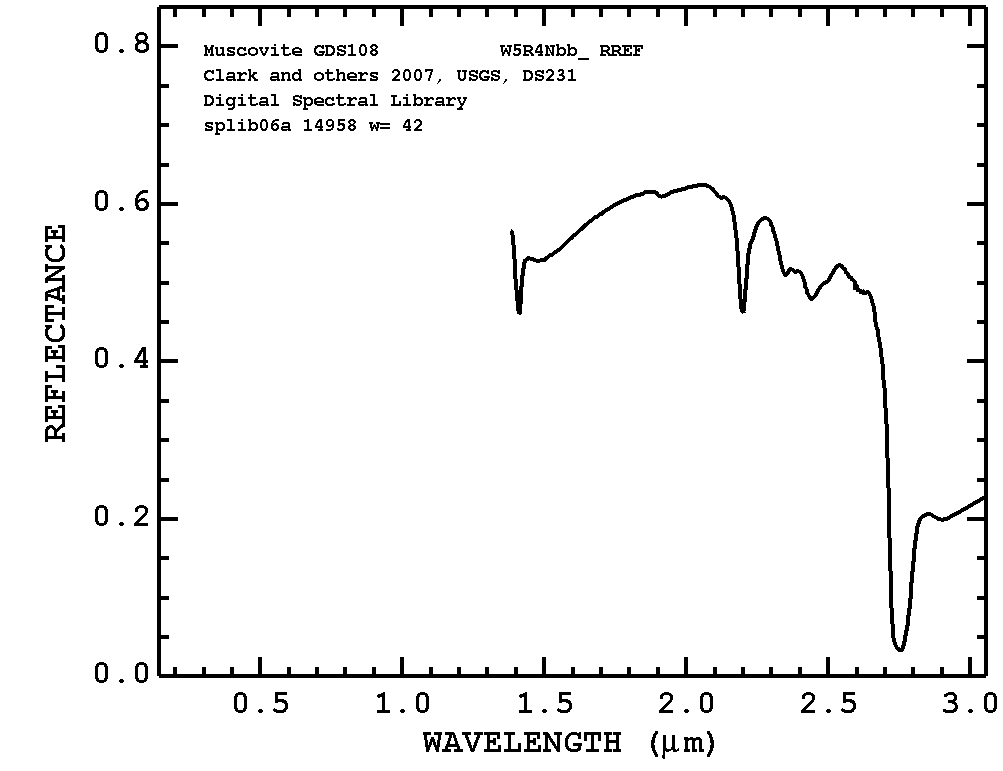 Muscovite GDS108 W5R4Nbb_ RREF
Clark and others 2007, USGS, DS231
Digital Spectral Library
splib06a 14958 w= 42
0.8
0.6
0.4
0.2
0.0
REFLECTANCE
0.5 1.0 1.5 2.0 2.5 3.0
WAVELENGTH (μm)